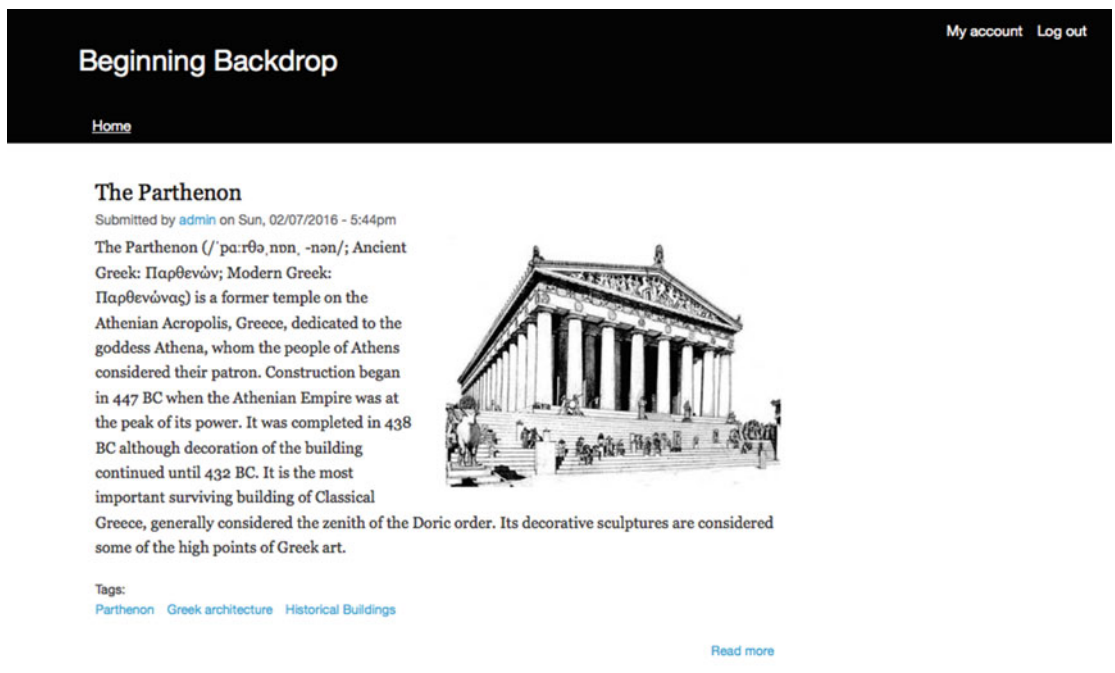 My account Log out
Beginning Backdrop
Home
The Parthenon
Submitted by admin on Sun, 02/07/2016 - 5:44pm
The Parthenon (/ˈpɑːrθəˌnɒn, -nən/; Ancient
Greek: Παρθενών; Modern Greek:
Παρθενώνας) is a former temple on the
Athenian Acropolis, Greece, dedicated to the
goddess Athena, whom the people of Athens
considered their patron. Construction began
in 447 BC when the Athenian Empire was at
the peak of its power. It was completed in 438
BC although decoration of the building
continued until 432 BC. It is the most
important surviving building of Classical
Greece, generally considered the zenith of the Doric order. Its decorative sculptures are considered
some of the high points of Greek art.
Tags:
Parthenon Greek architecture Historical Buildings
Read more